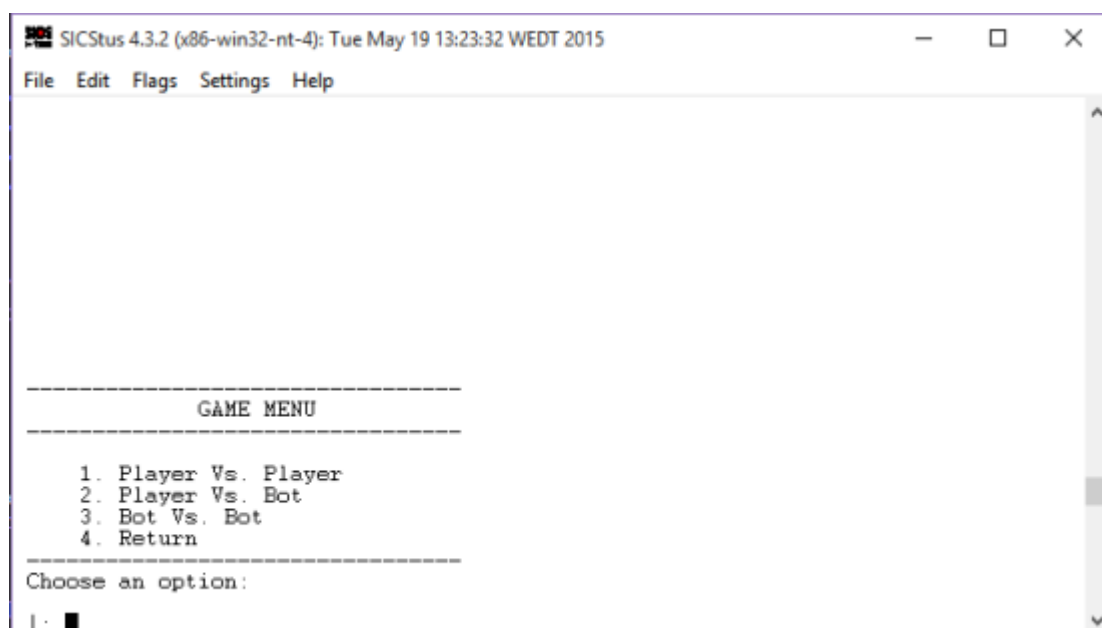 SICStus 4.3.2 (x86-win32-nt-4): Tue May 19 13:23:32 WEDT 2015
File Edit Flags Settings Help
---------------------------------
GAME MENU
---------------------------------
1. Player Vs. Player
2. Player Vs. Bot
3. Bot Vs. Bot
4. Return
---------------------------------
Choose an option:
|: